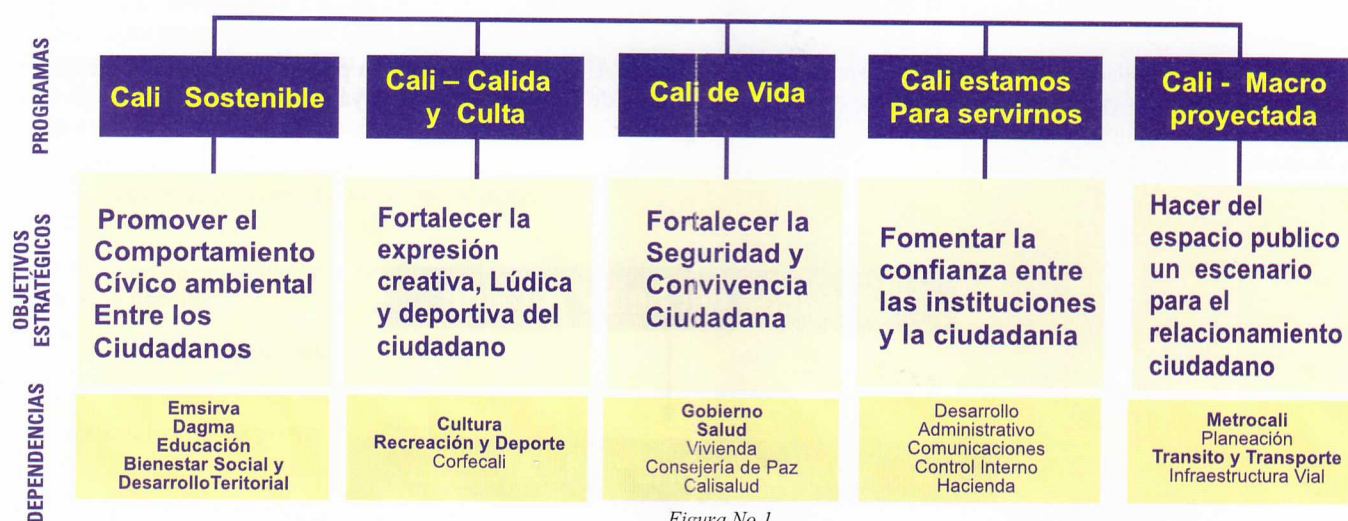 PROGRAMAS
Cali Sostenible
Cali – Calida
y Culta
Cali de Vida
Cali estamos
Para servirnos
Cali - Macro
proyectada
OBJETIVOS
ESTRATÉGICOS
Promover el
Comportamiento
Cívico ambiental
Entre los
Ciudadanos
Fortalecer la
expresión
creativa, Lúdica
y deportiva del
ciudadano
Fortalecer la
Seguridad y
Convivencia
Ciudadana
Fomentar la
confianza entre
las instituciones
y la ciudadanía
Hacer del
espacio publico
un escenario
para el
relacionamiento
ciudadano
DEPENDENCIAS
Emsirva
Dagma
Educación
Bienestar Social y
DesarrolloTeritorial
Cultura
Recreación y Deporte
Corfecali
Gobierno
Salud
Vivienda
Consejería de Paz
Calisalud
Desarrollo
Administrativo
Comunicaciones
Control Interno
Hacienda
Metrocali
Planeación
Transito y Transporte
Infraestructura Vial
Figura No 1